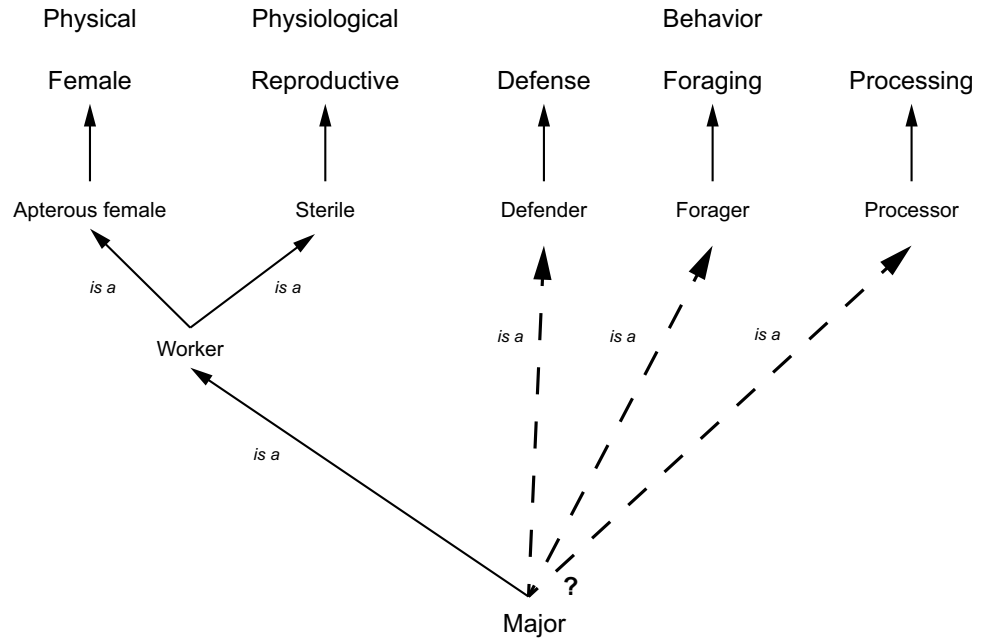 Physical Physiological Behavior
Female Reproductive Defense Foraging Processing
Apterous female Sterile Defender Forager Processor
is a is a
is a is a is a
Worker
is a
?
Major